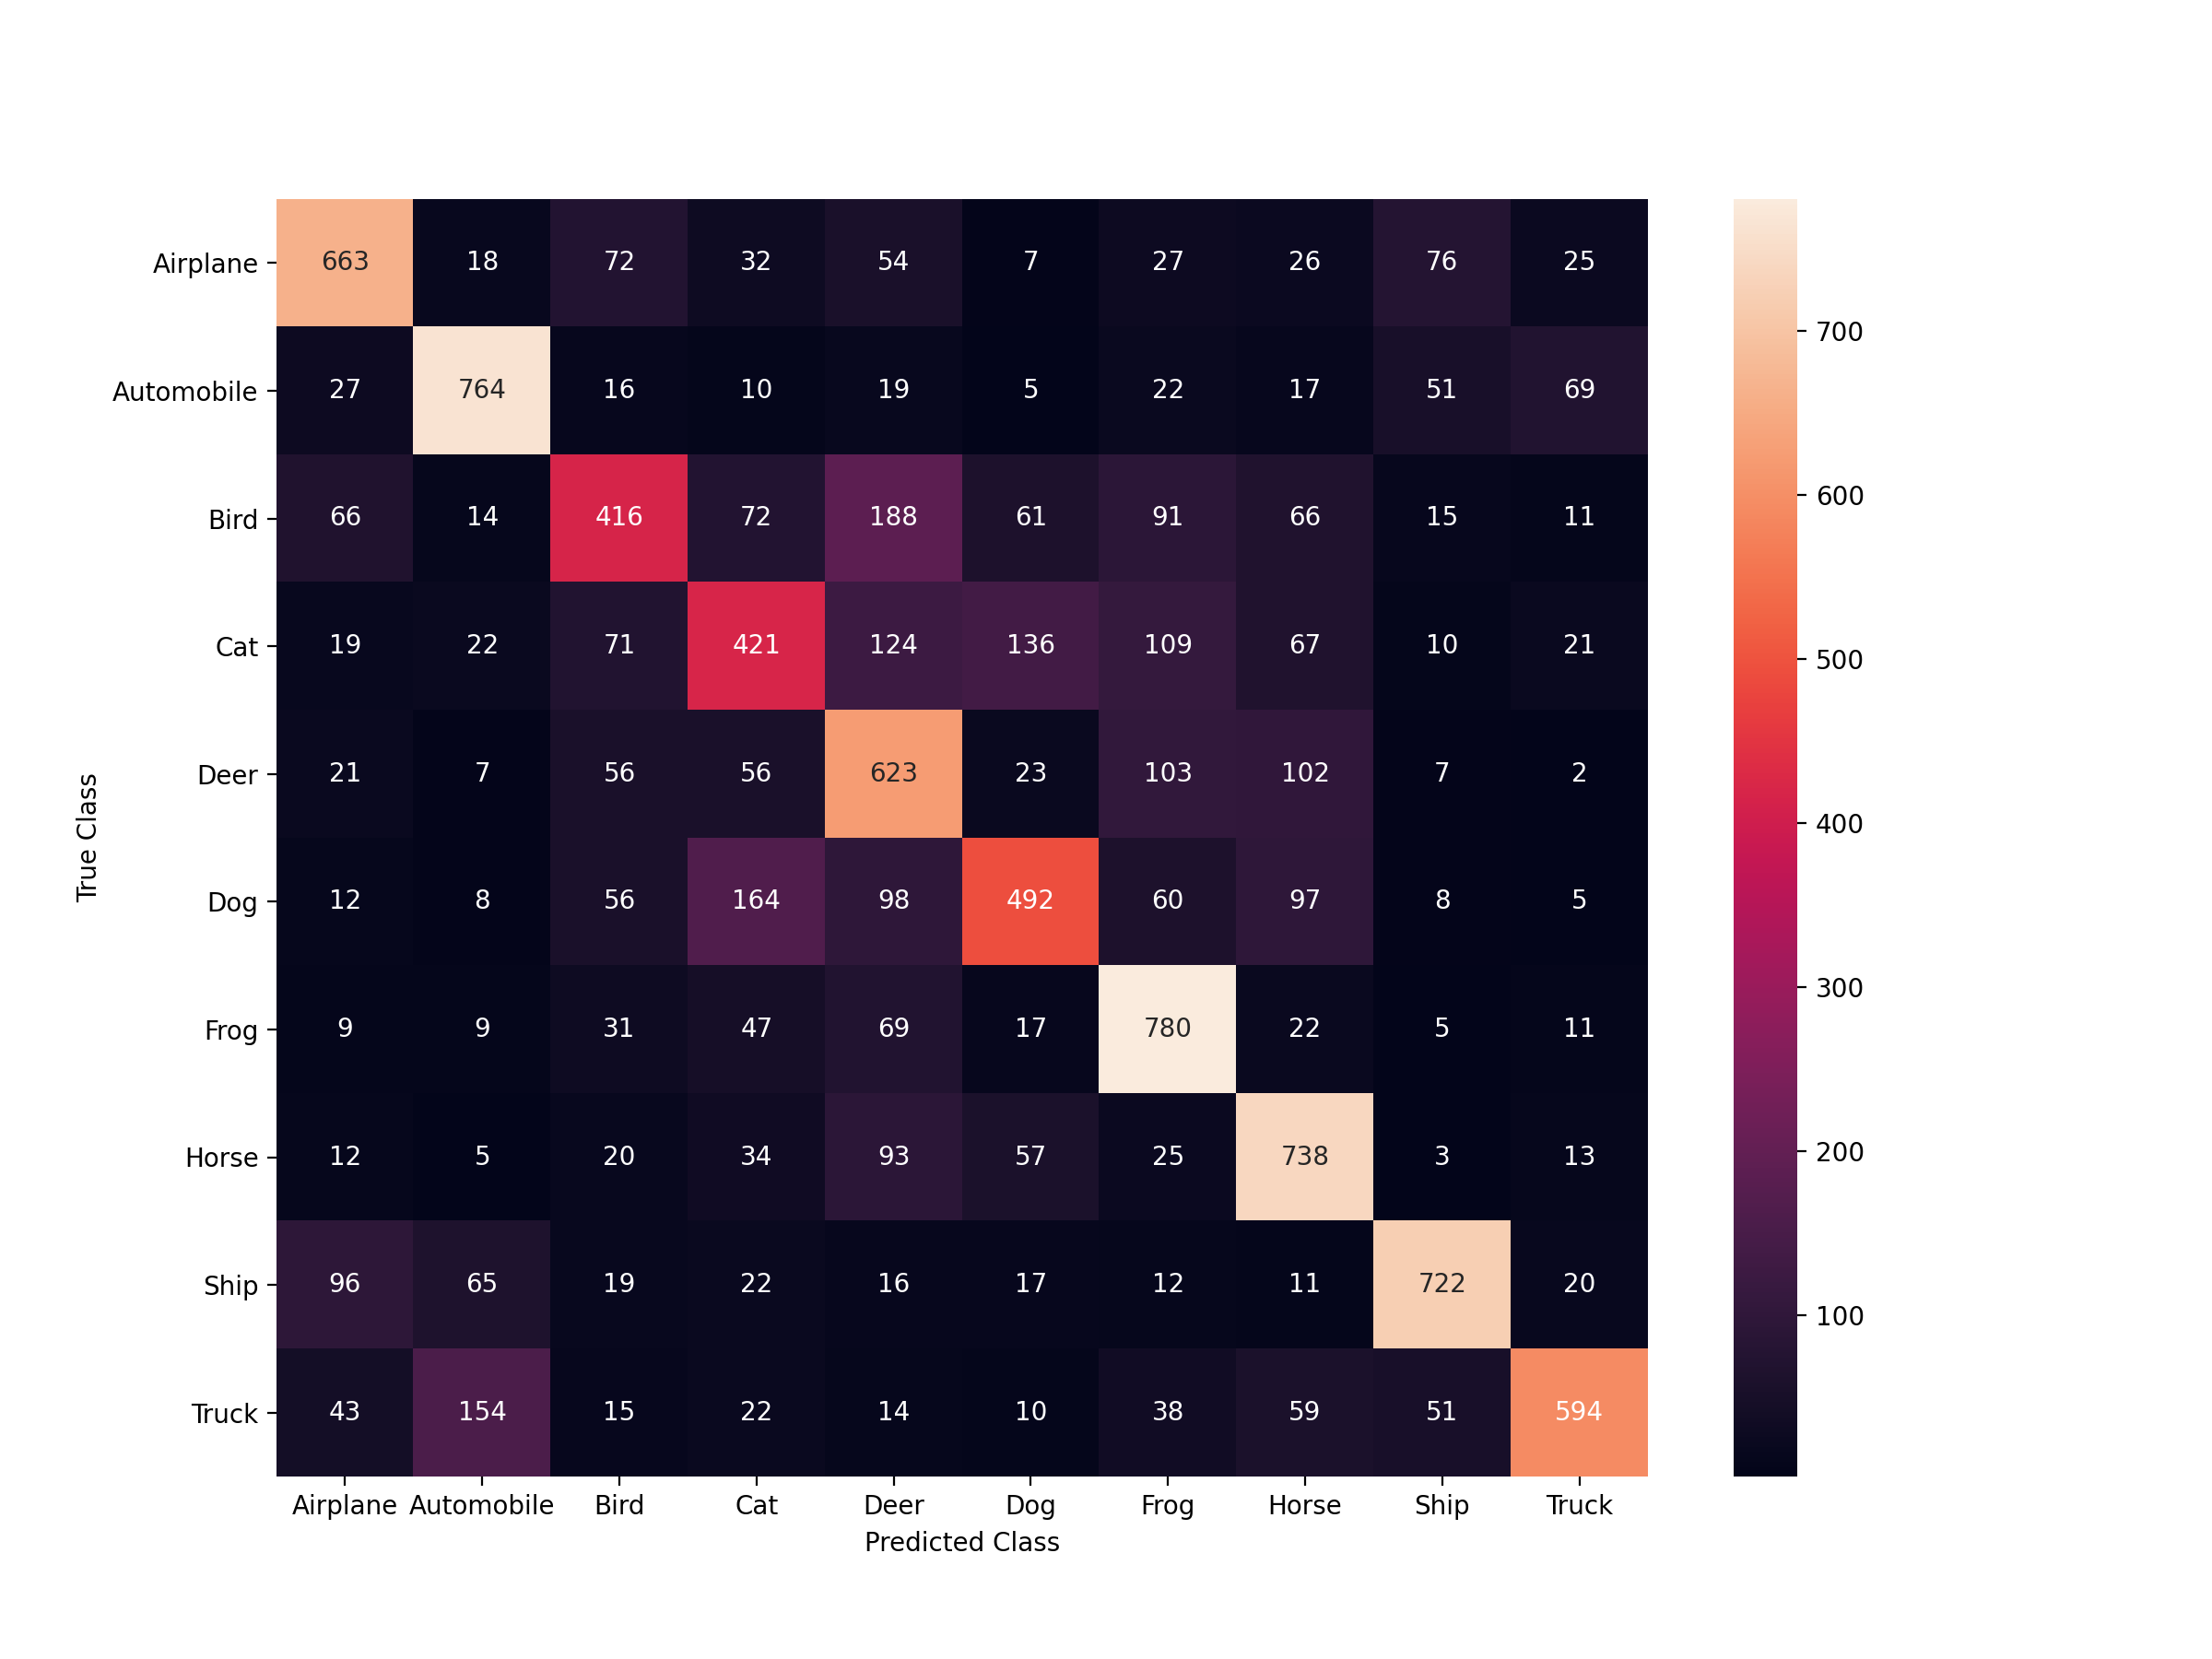 Airplane 663 18 72 32 54 7 27 26 76 25
700
Automobile 27 764 16 10 19 5 22 17 51 69
600
Bird 66 14 416 72 188 61 91 66 15 11
Cat 19 22 71 421 124 136 109 67 10 21
500
Deer 21 7 56 56 623 23 103 102 7 2
True Class
400
Dog 12 8 56 164 98 492 60 97 8 5
300
Frog 9 9 31 47 69 17 780 22 5 11
Horse 12 5 20 34 93 57 25 738 3 13
200
Ship 96 65 19 22 16 17 12 11 722 20
100
Truck 43 154 15 22 14 10 38 59 51 594
Airplane Automobile Bird Cat Deer Dog Frog Horse Ship Truck
Predicted Class